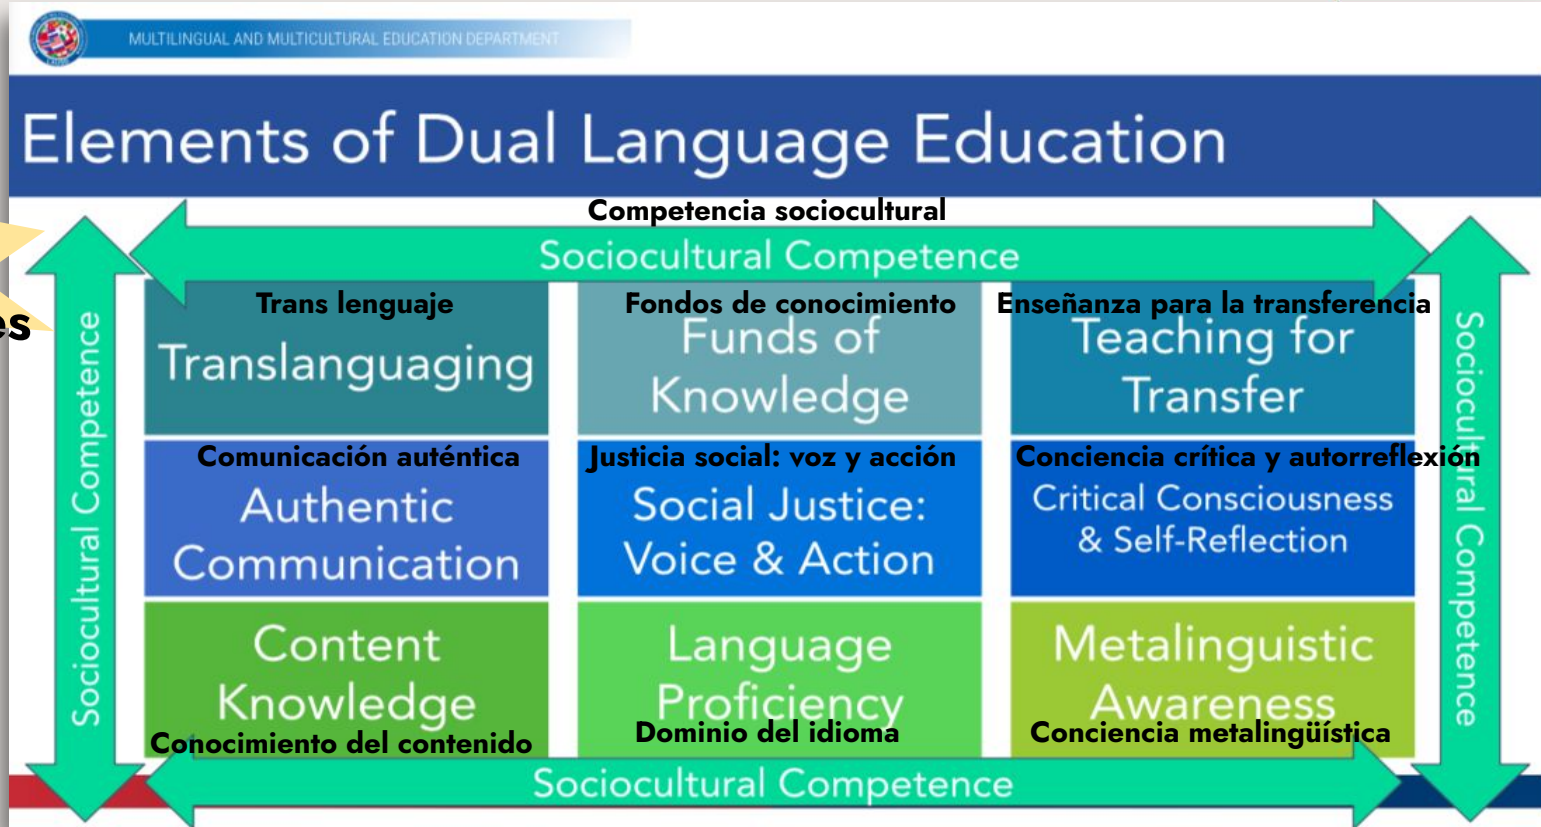 MULTILINGUAL AND MULTICULTURAL EDUCATION DEPARTMENT
Elements of Dual Language Education
Competencia sociocultural
Sociocultural Competence
es
Sociocultural Competence
Trans lenguaje
Translanguaging
Fondos de conocimiento
Funds of
Knowledge
Enseñanza para la transferencia
Teaching for
Transfer
Sociocultural Competence
Comunicación auténtica
Authentic
Communication
Justicia social: voz y acción
Social Justice:
Voice & Action
Conciencia crítica y autorreflexión
Critical Consciousness
& Self-Reflection
Content
Knowledge
Conocimiento del contenido
Language
Proficiency
Dominio del idioma
Metalinguistic
Awareness
Conciencia metalingüística
Sociocultural Competence